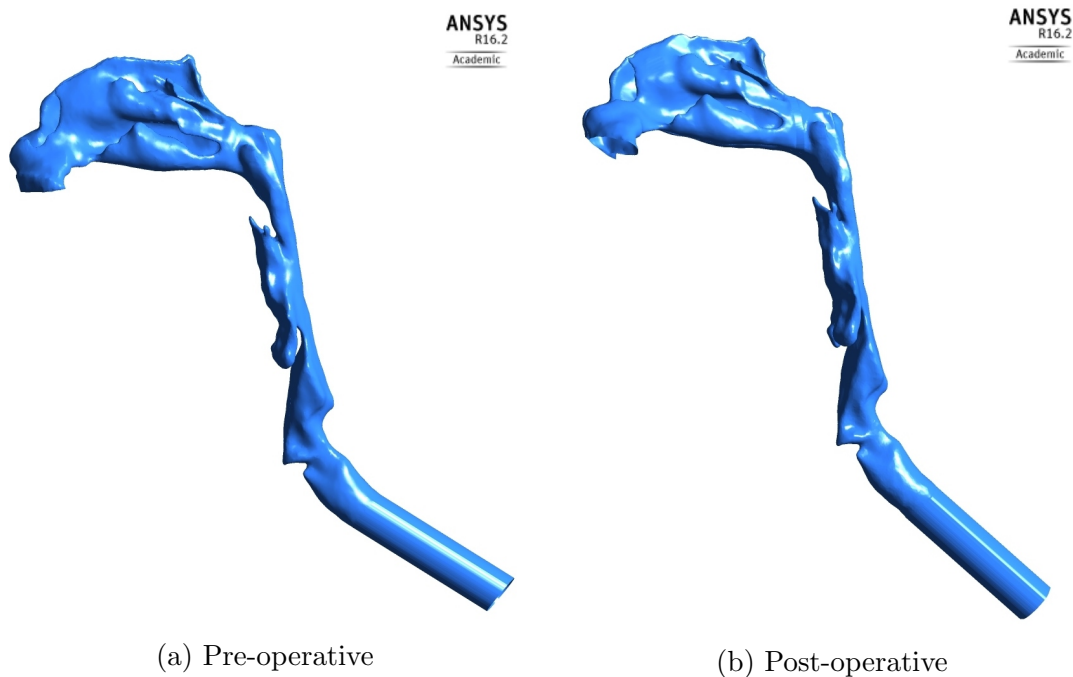 ANSYS
R16.2
Academic
ANSYS
R16.2
Academic
(a) Pre-operative
(b) Post-operative